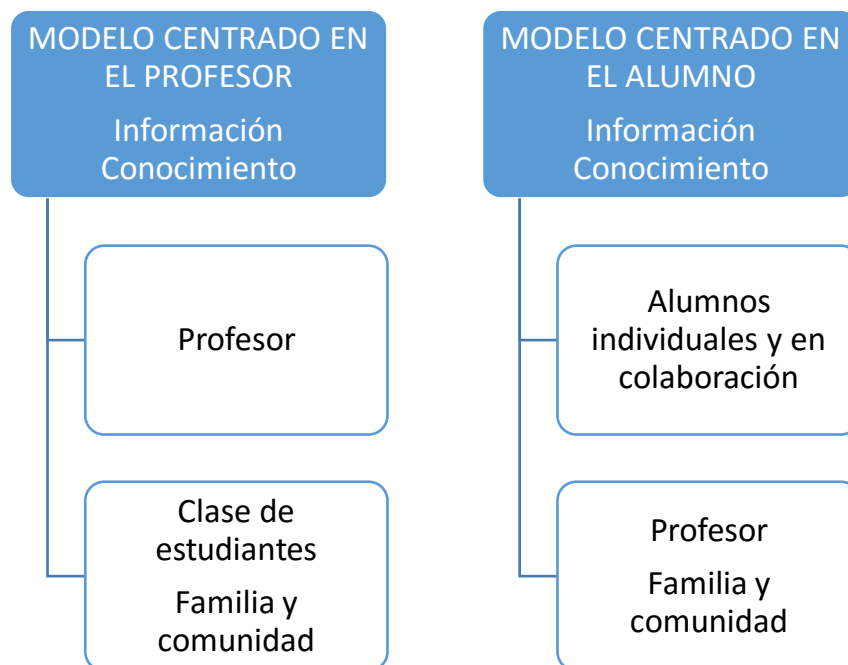 MODELO CENTRADO EN
EL PROFESOR
Información
Conocimiento
Profesor
Clase de
estudiantes
Familia y
comunidad
MODELO CENTRADO EN
EL ALUMNO
Información
Conocimiento
Alumnos
individuales y en
colaboración
Profesor
Familia y
comunidad